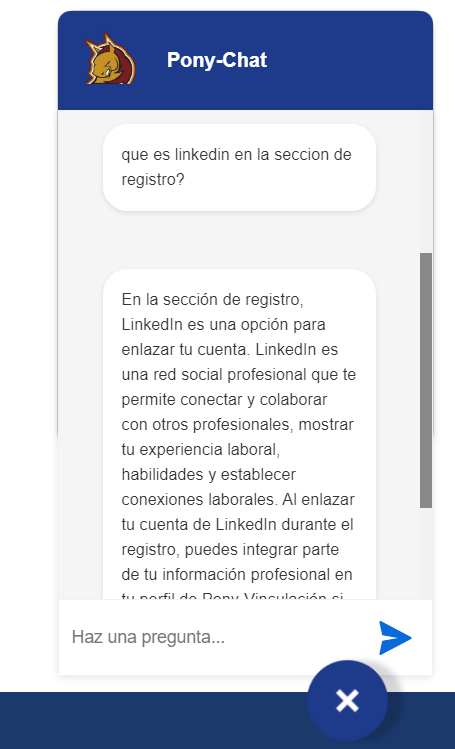 Pony-Chat
que es linkedin en la seccion de
registro?
En la sección de registro,
LinkedIn es una opción para
enlazar tu cuenta. LinkedIn es
una red social profesional que te
permite conectar y colaborar
con otros profesionales, mostrar
tu experiencia laboral,
habilidades y establecer
conexiones laborales. Al enlazar
tu cuenta de LinkedIn durante el
registro, puedes integrar parte
de tu información profesional en
tu perfil de Pony Vinculación si
Haz una pregunta...